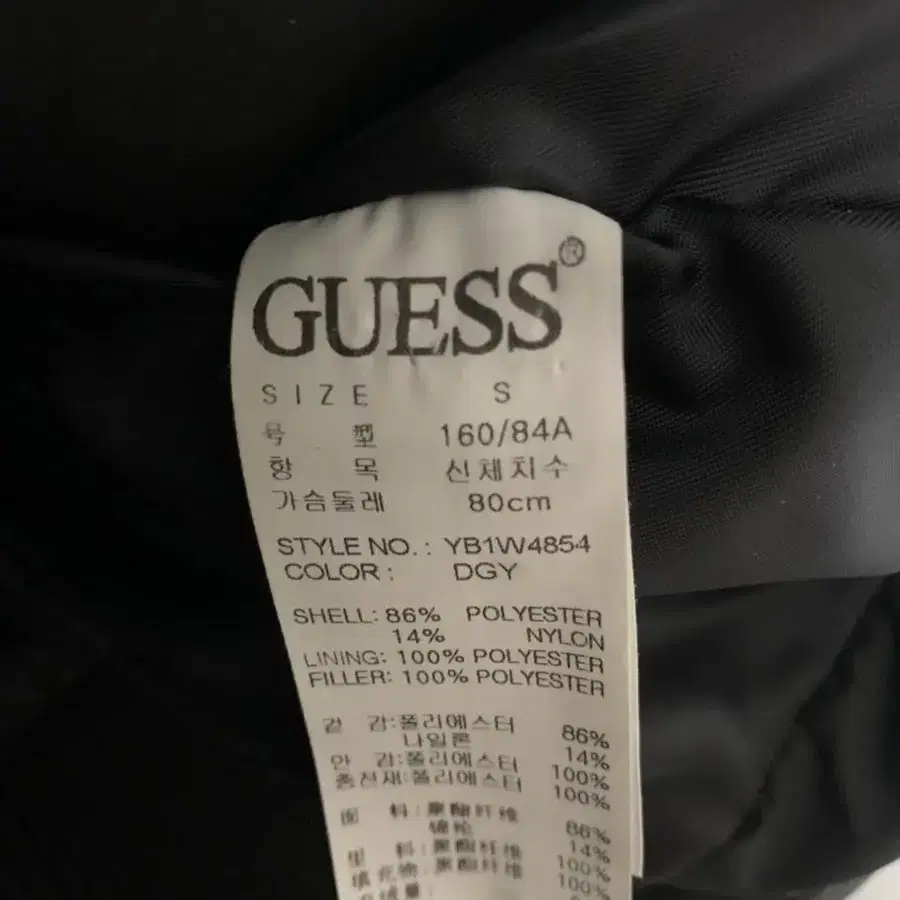 GUESS®
SIZE S
号 型 160/84A
항 목 신체치수
가슴둘레 80cm
STYLE NO.: YB1W4854
COLOR: DGY
SHELL: 86% POLYESTER
14% NYLON
LINING: 100% POLYESTER
FILLER: 100% POLYESTER
겉 감:폴리에스터 86%
나일론 14%
안 감:폴리에스터 100%
충전재:폴리에스터 100%
面 料:聚酯纤维 86%
锦纶 14%
里 料:聚酯纤维 100%
填充物:聚酯纤维 100%